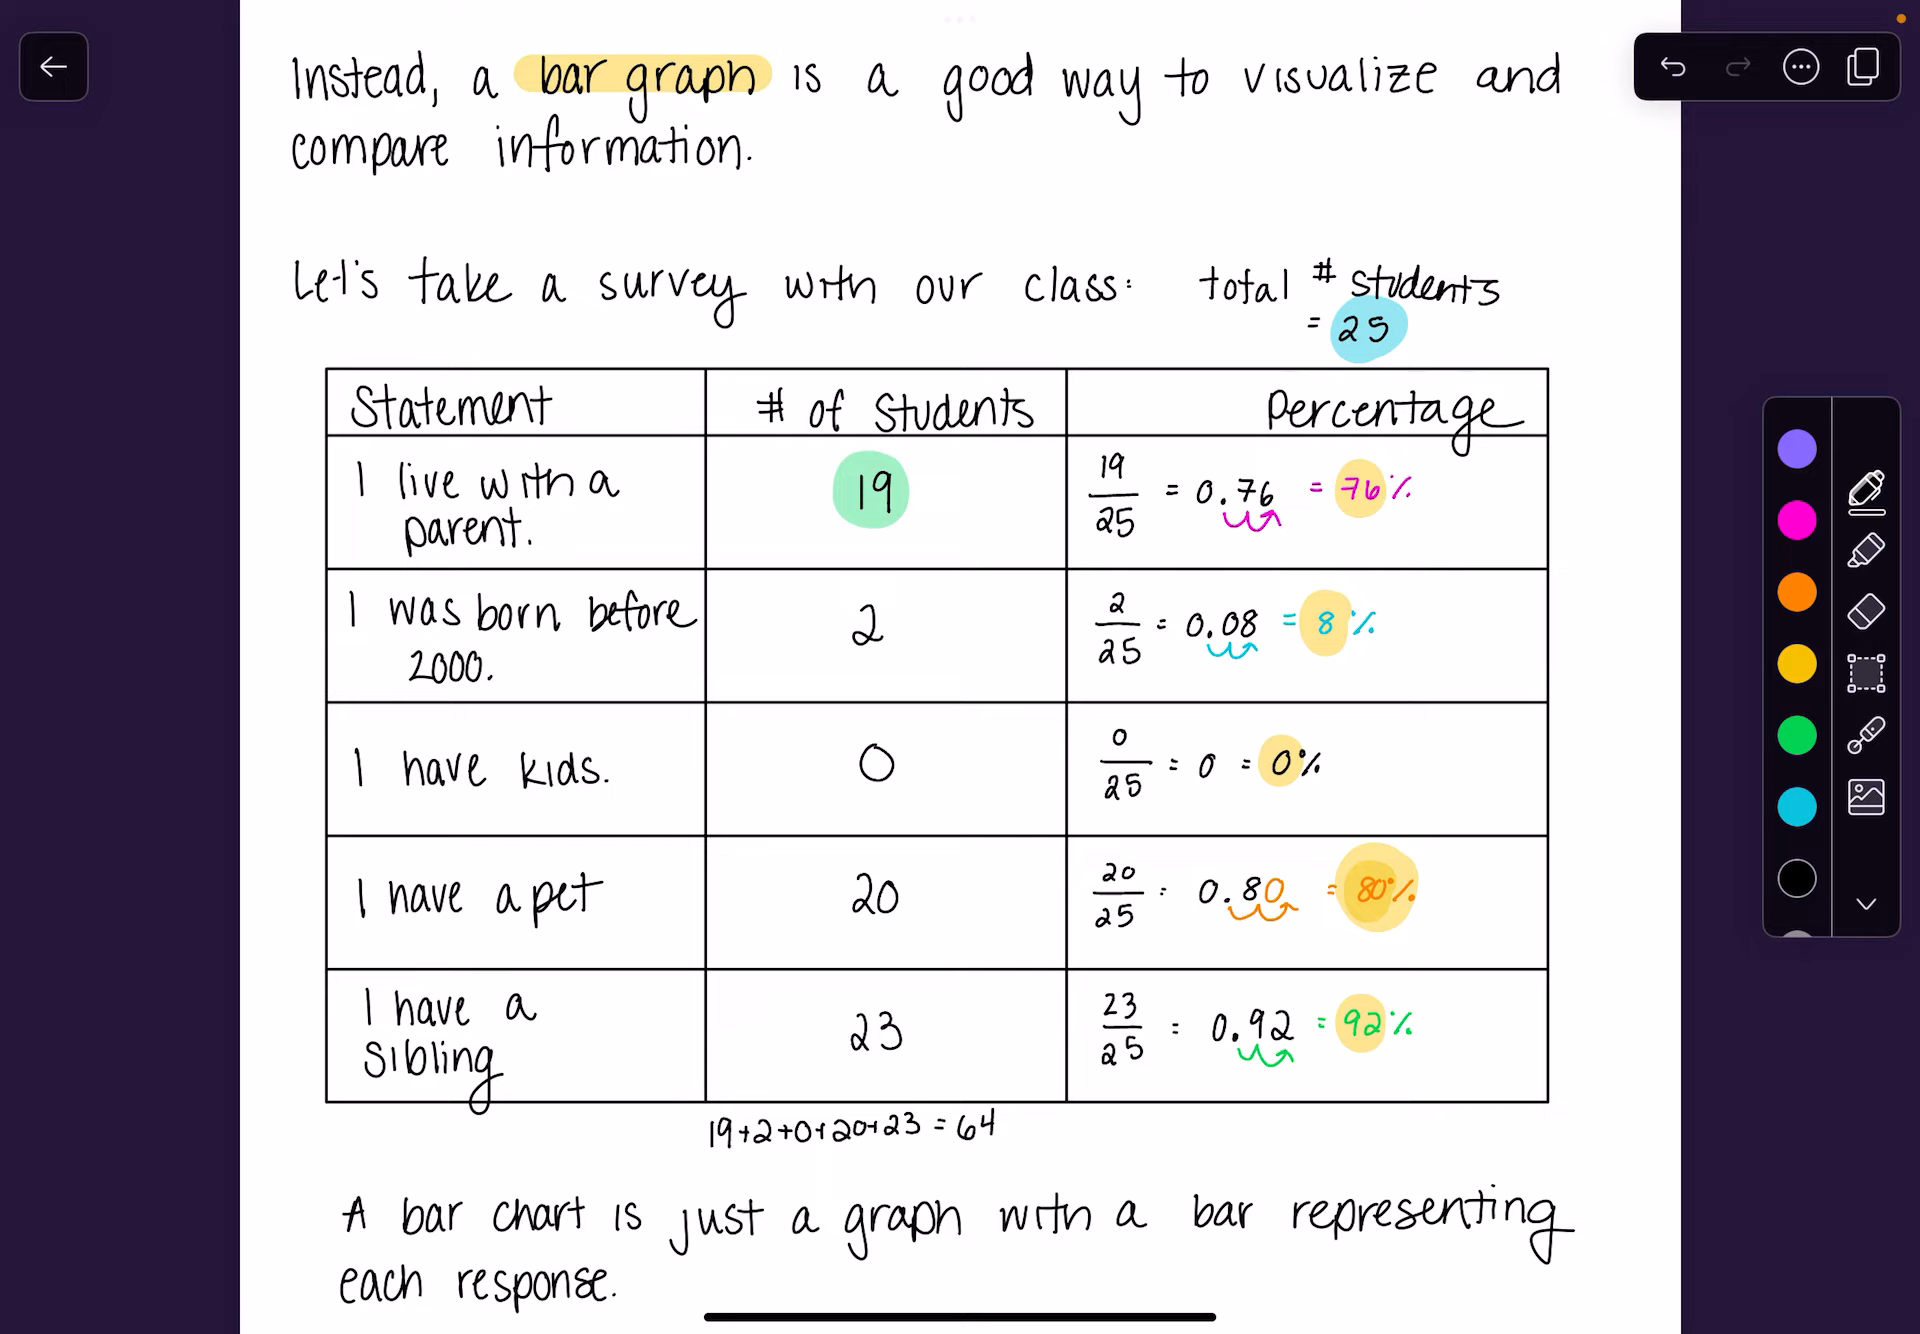 Instead, a bar graph is a good way to visualize and
compare information.
Let's take a survey with our class: total # students
= 25
Statement # of Students Percentage
I live with a parent. 19 19/25 = 0.76 = 76%
I was born before 2000. 2 2/25 = 0.08 = 8%
I have kids. 0 0/25 = 0 = 0%
I have a pet 20 20/25 = 0.80 = 80%
I have a sibling 23 23/25 = 0.92 = 92%
19+2+0+20+23 = 64
A bar chart is just a graph with a bar representing
each response.